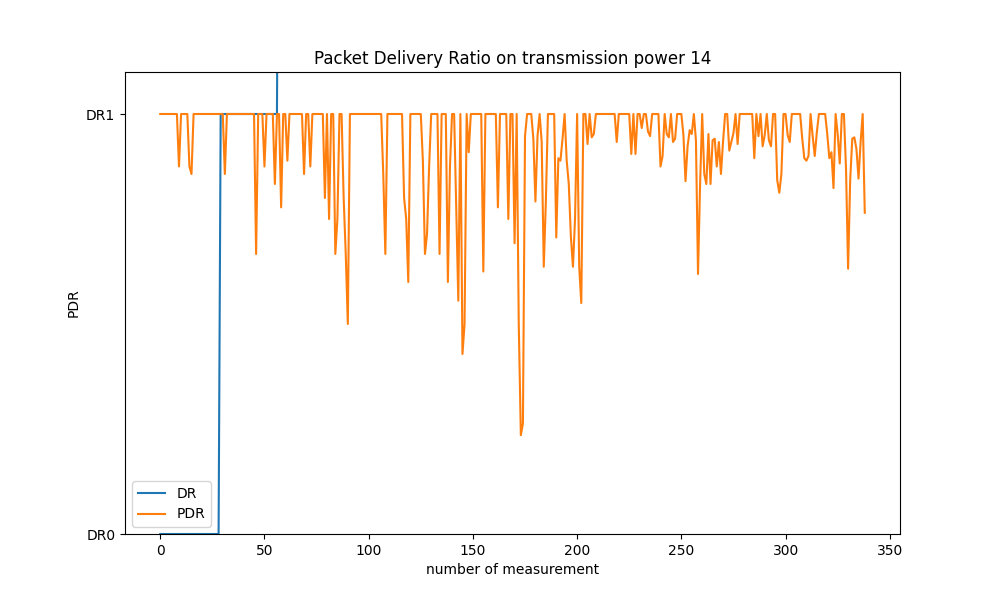 Packet Delivery Ratio on transmission power 14
DR1
PDR
DR0
DR
PDR
0 50 100 150 200 250 300 350
number of measurement